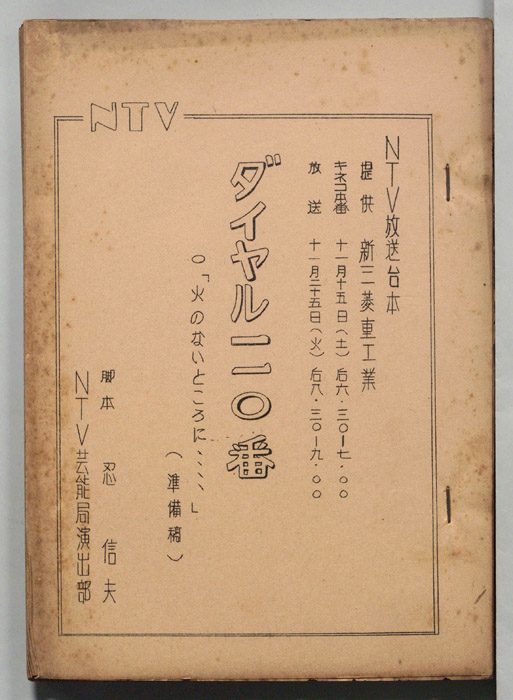 NTV
NTV放送台本
提供 新三菱重工業
キネコ本番 十一月十五日(土)后六・三〇ー七・〇〇
放送 十一月二十五日(火)后八・三〇ー九・〇〇
ダイヤル一一〇番
○「火のないところに、、、、」
(準備稿)
脚本 忍 信夫
NTV芸能局演出部